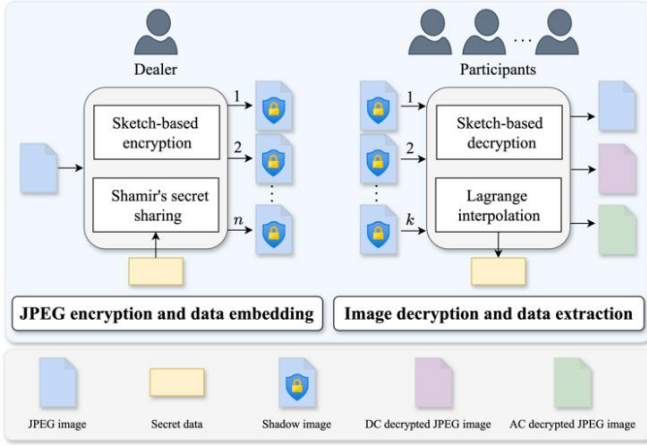 Dealer
Participants
Sketch-based
encryption
Shamir's secret
sharing
1
2
n
1
2
k
Sketch-based
decryption
Lagrange
interpolation
JPEG encryption and data embedding
Image decryption and data extraction
JPEG image
Secret data
Shadow image
DC decrypted JPEG image
AC decrypted JPEG image